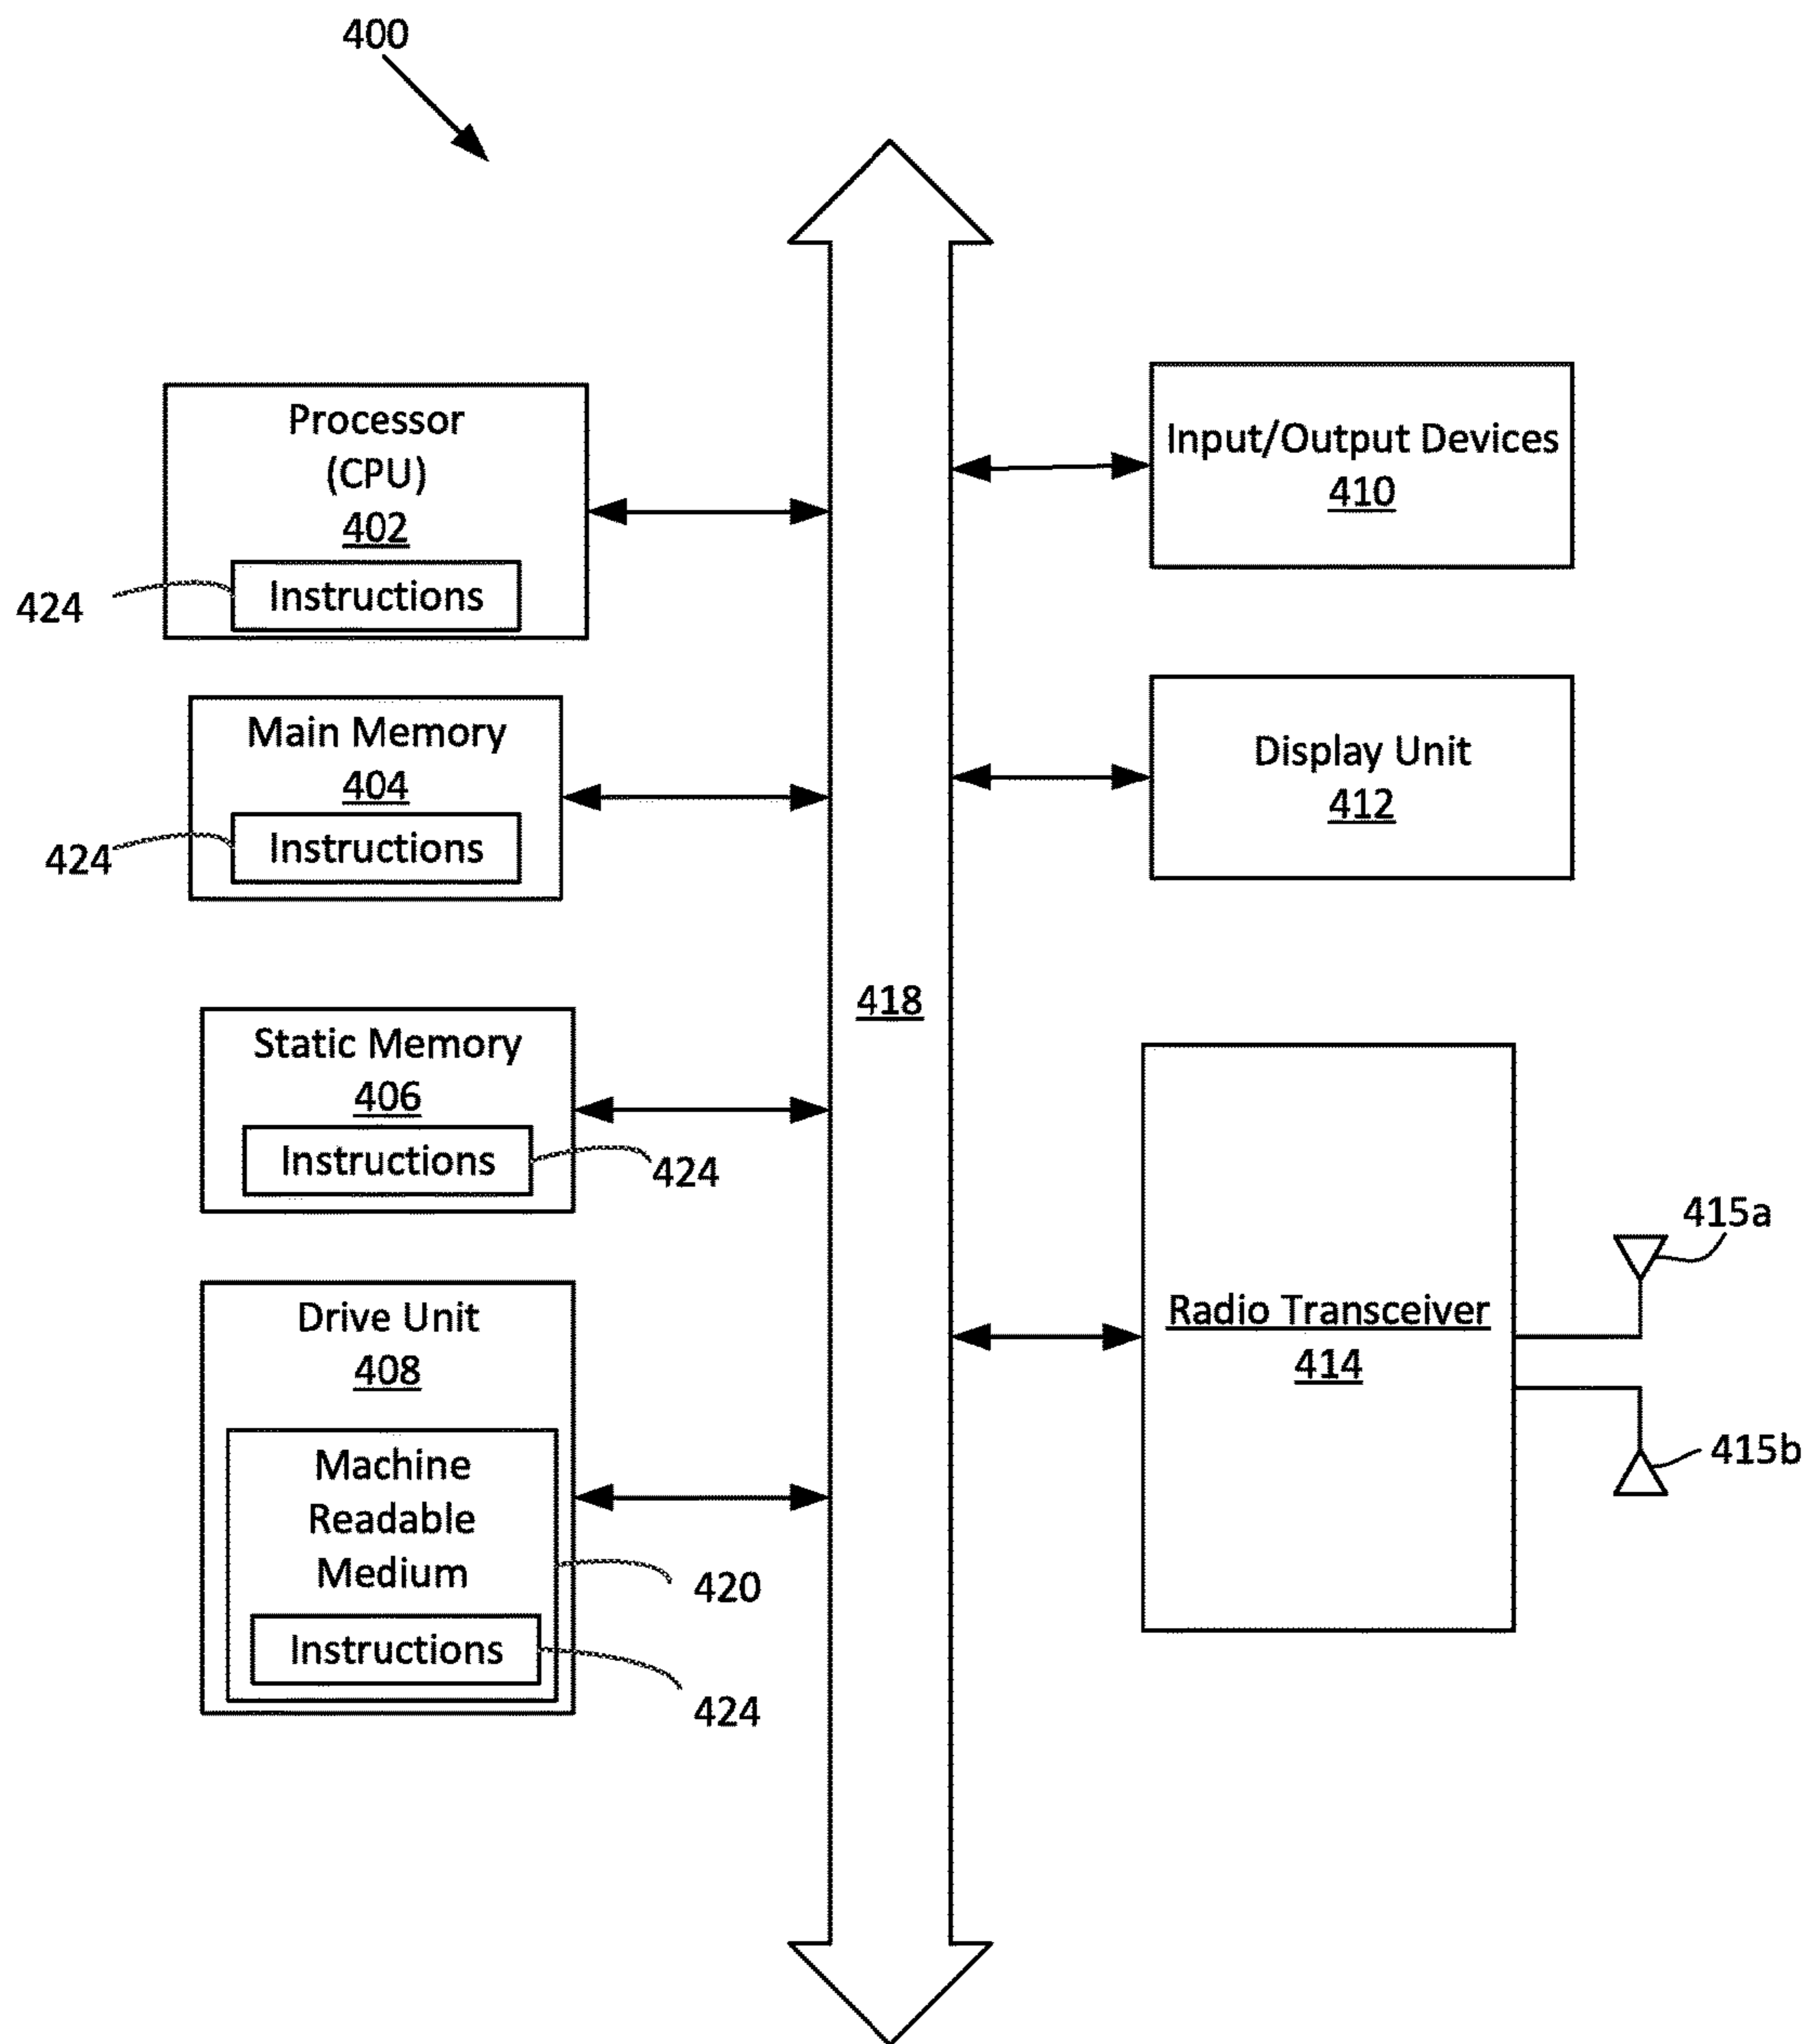 400
Processor
(CPU)
402
Instructions
424
Main Memory
404
Instructions
424
Static Memory
406
Instructions
424
Drive Unit
408
Machine
Readable
Medium
420
Instructions
424
418
Input/Output Devices
410
Display Unit
412
Radio Transceiver
414
415a
415b